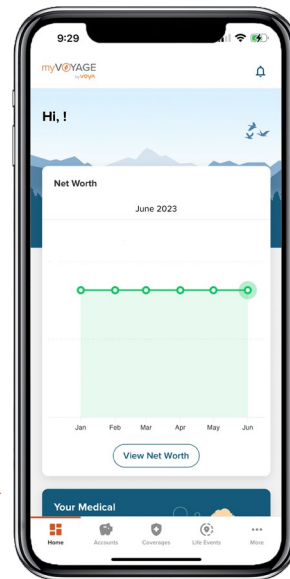 9:29
myVOYAGE
by VOYA
Hi, !
Net Worth
June 2023
Jan Feb Mar Apr May Jun
View Net Worth
Your Medical
Home Accounts Coverages Life Events More